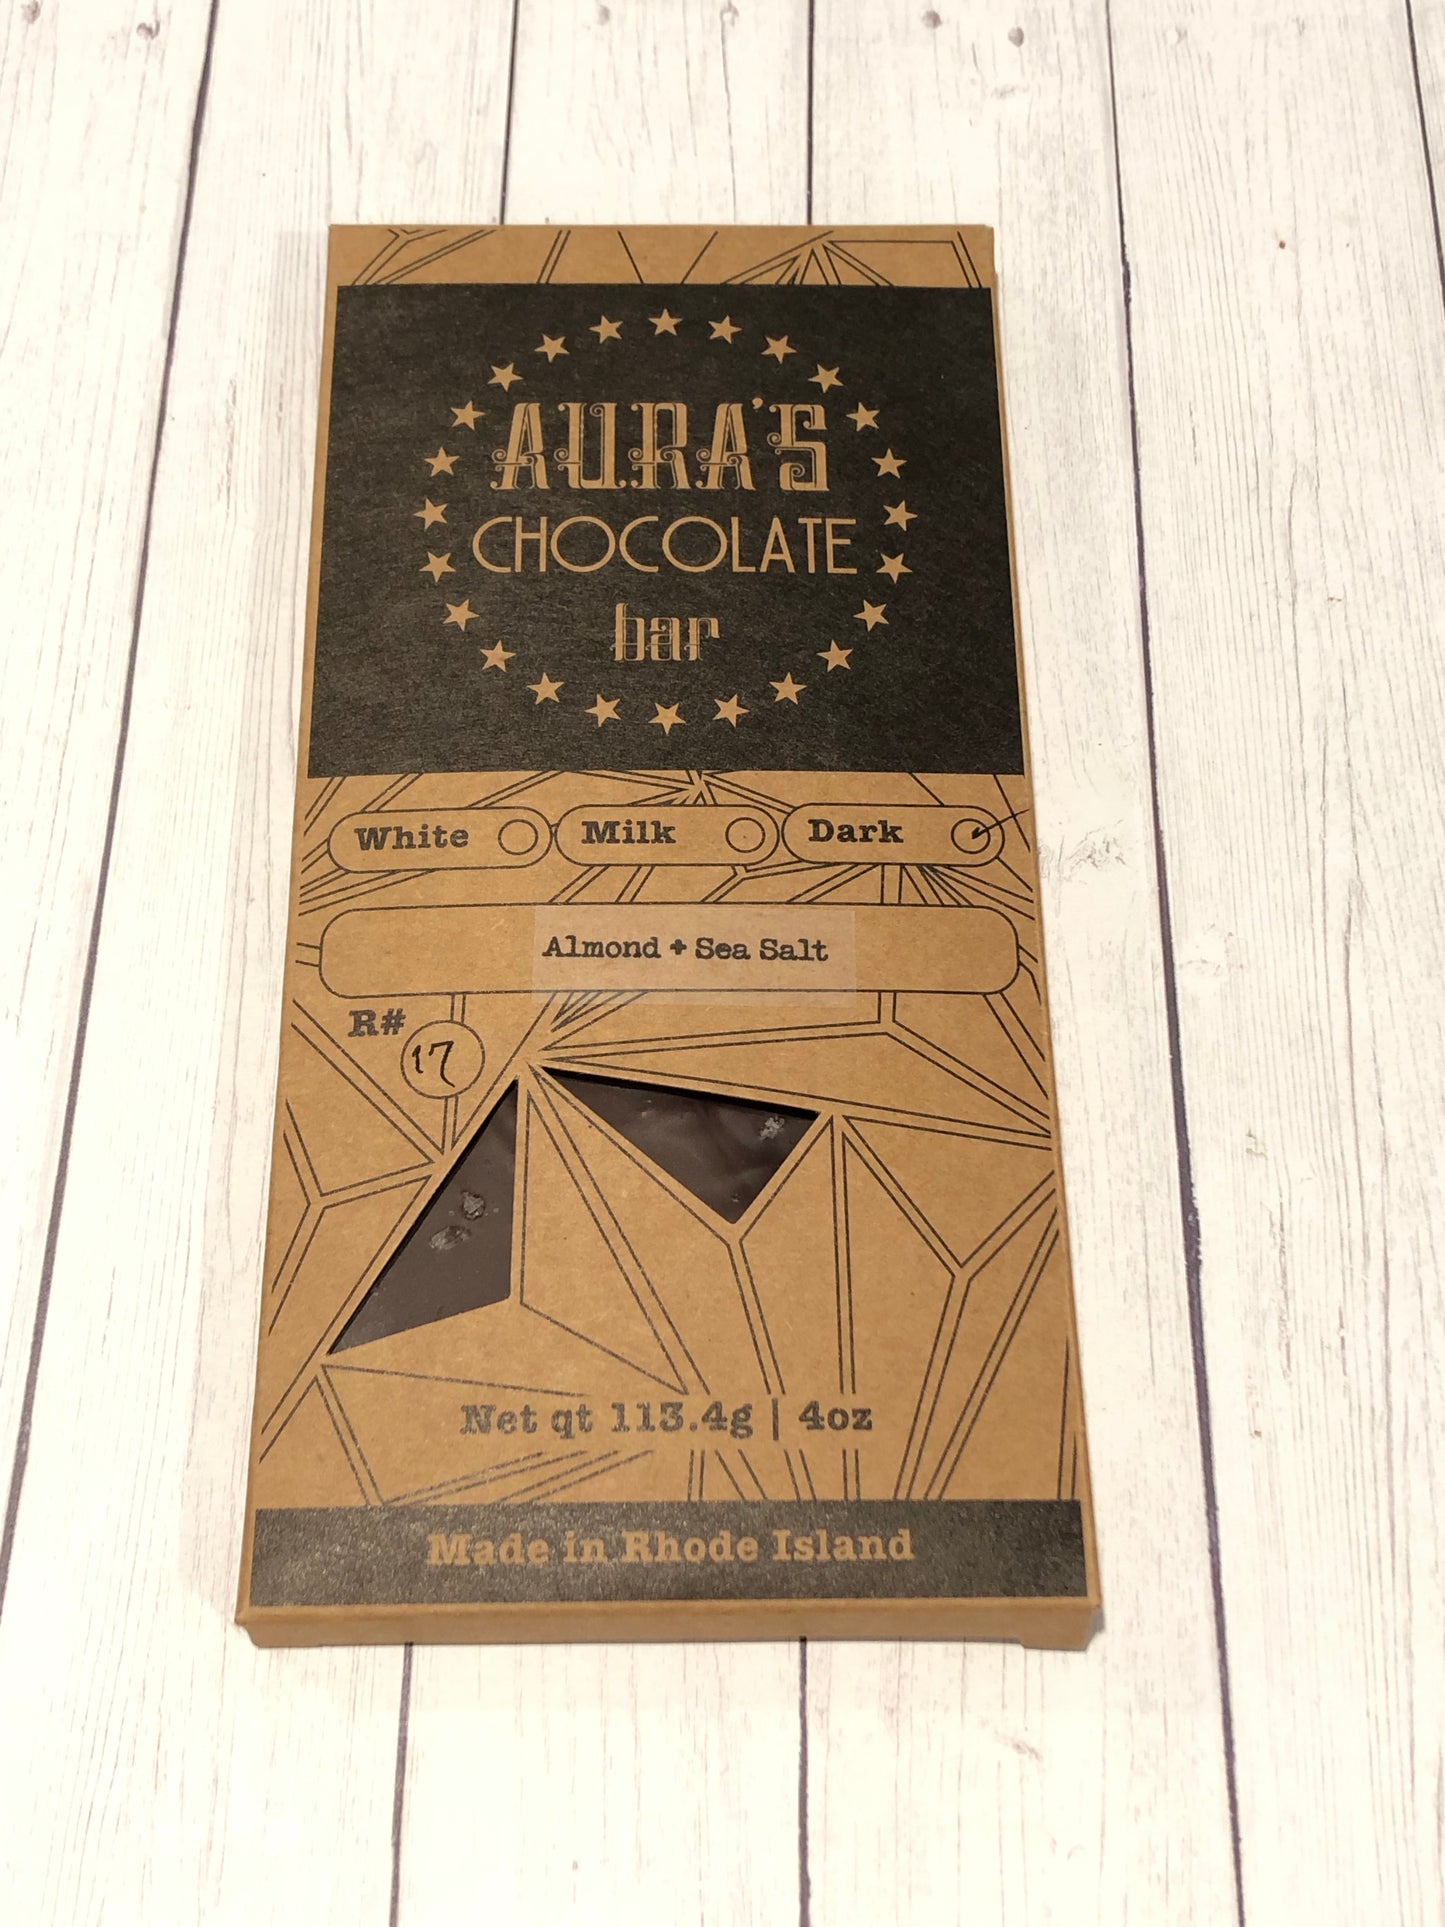 AURA'S
CHOCOLATE
bar
White Milk Dark
Almond + Sea Salt
R#
17
Net qt 113.4g | 4oz
Made in Rhode Island